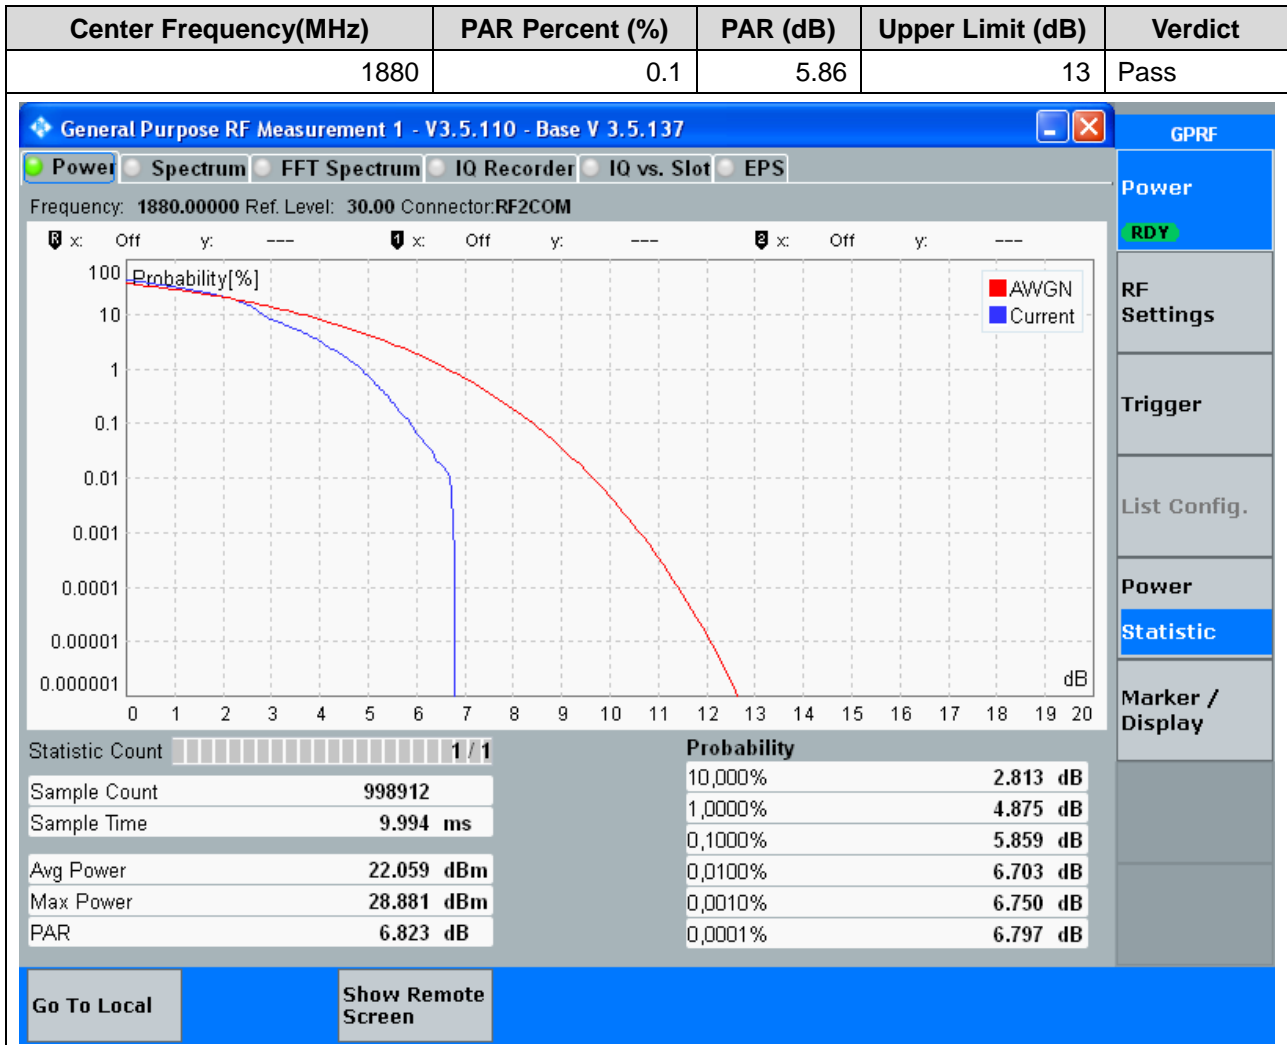 Center Frequency(MHz) PAR Percent (%) PAR (dB) Upper Limit (dB) Verdict
1880 0.1 5.86 13 Pass
General Purpose RF Measurement 1 - V3.5.110 - Base V 3.5.137
GPRF
Power Spectrum FFT Spectrum IQ Recorder IQ vs. Slot EPS
Power
RDY
Frequency: 1880.00000 Ref. Level: 30.00 Connector:RF2COM
R x: Off y: --- 1 x: Off y: --- 2 x: Off y: ---
100 Probability[%]
AWGN
Current
10
1
0.1
0.01
0.001
0.0001
0.00001
0.000001
dB
0 1 2 3 4 5 6 7 8 9 10 11 12 13 14 15 16 17 18 19 20
RF
Settings
Trigger
List Config.
Power
Statistic
Marker /
Display
Statistic Count 1 / 1
Sample Count 998912
Sample Time 9.994 ms
Avg Power 22.059 dBm
Max Power 28.881 dBm
PAR 6.823 dB
Probability
10,000% 2.813 dB
1,0000% 4.875 dB
0,1000% 5.859 dB
0,0100% 6.703 dB
0,0010% 6.750 dB
0,0001% 6.797 dB
Go To Local
Show Remote
Screen